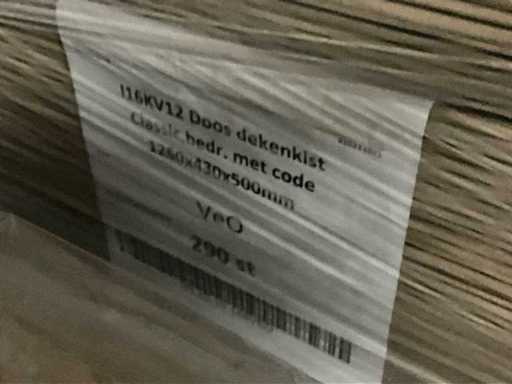 I16KV12 Doos dekenkist
Classic bedr. met code
1260x430x500mm
VeO
290 st